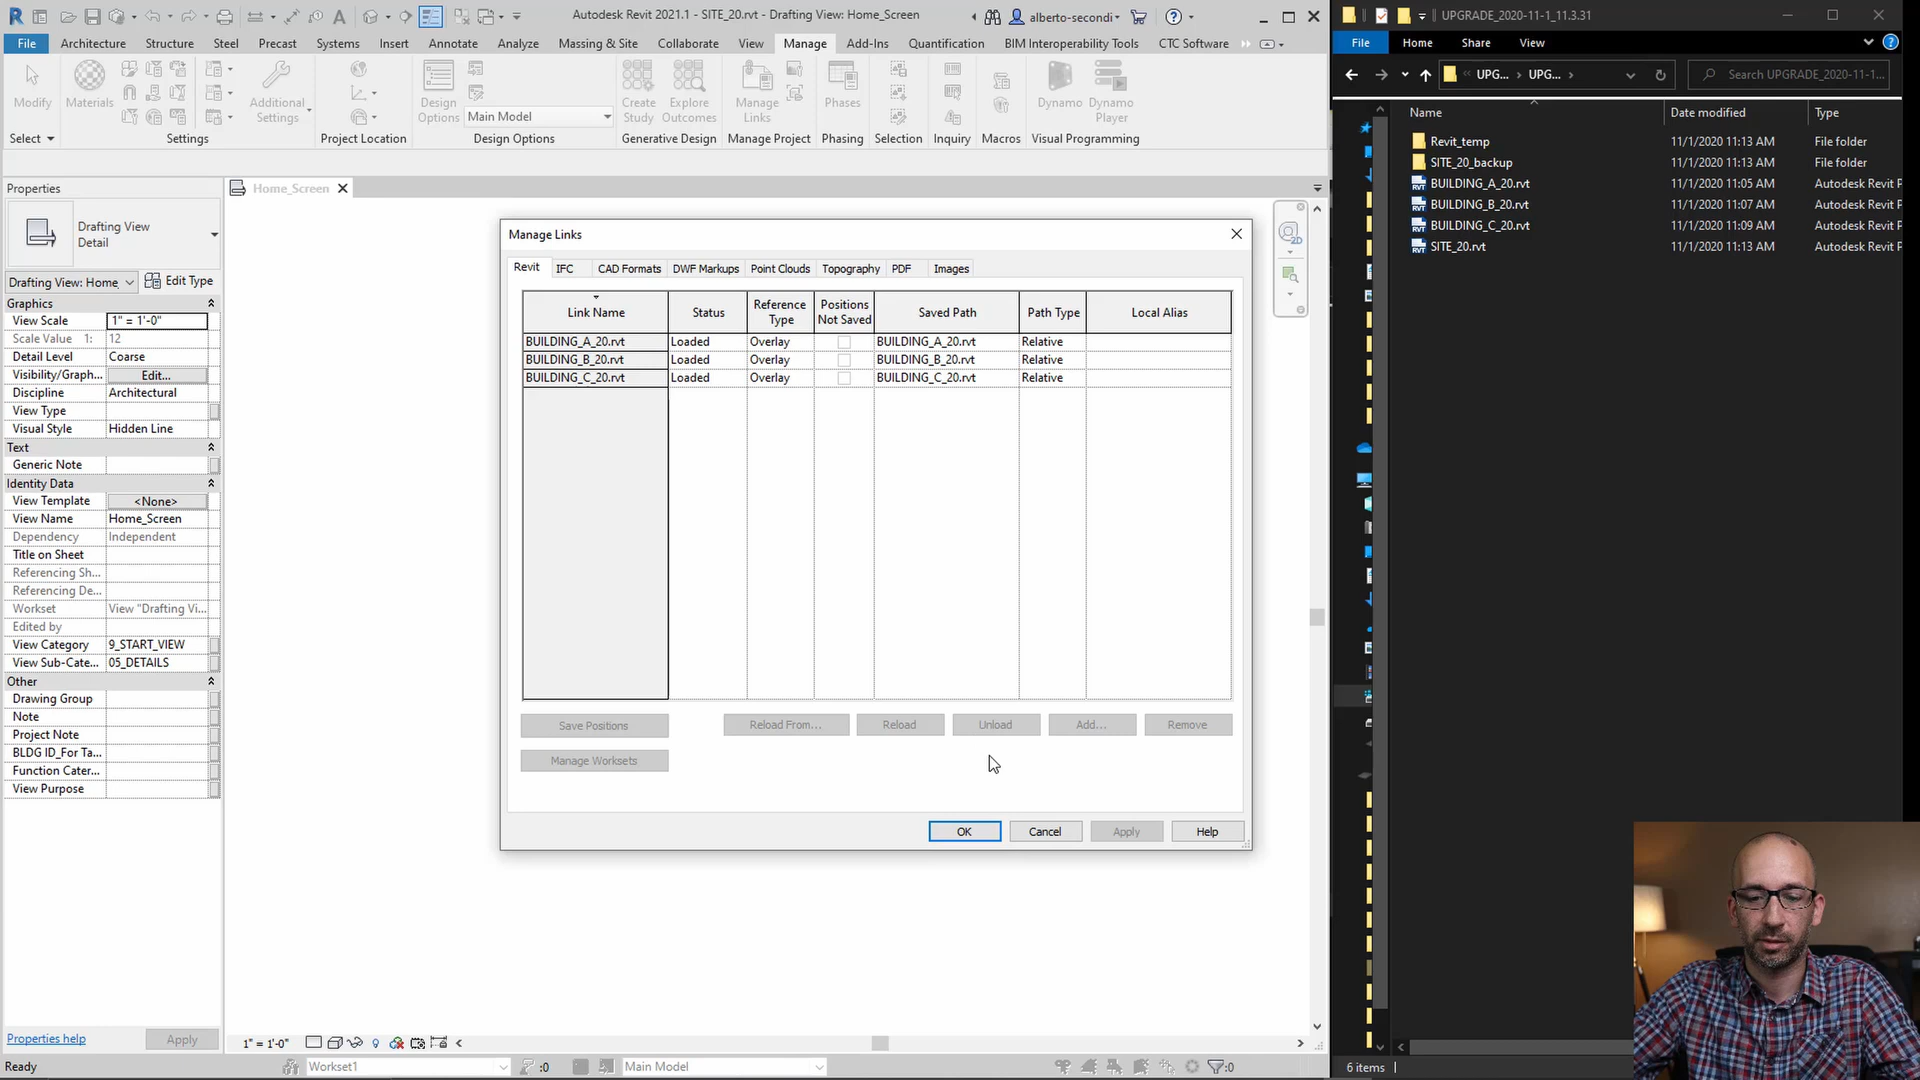 Autodesk Revit 2021.1 - SITE_20.rvt - Drafting View: Home_Screen
alberto-secondi
File Architecture Structure Steel Precast Systems Insert Annotate Analyze Massing & Site Collaborate View Manage Add-Ins Quantification BIM Interoperability Tools CTC Software
Modify
Materials
Additional
Settings
Design
Options
Main Model
Create
Study
Explore
Outcomes
Manage
Links
Phases
Dynamo
Dynamo
Player
Select
Settings
Project Location
Design Options
Generative Design
Manage Project
Phasing
Selection
Inquiry
Macros
Visual Programming
Properties
Home_Screen
Drafting View
Detail
Drafting View: Home_
Edit Type
Graphics
View Scale 1" = 1'-0"
Scale Value 1: 12
Detail Level Coarse
Visibility/Graph... Edit...
Discipline Architectural
View Type
Visual Style Hidden Line
Text
Generic Note
Identity Data
View Template <None>
View Name Home_Screen
Dependency Independent
Title on Sheet
Referencing Sh...
Referencing De...
Workset View "Drafting Vi...
Edited by
View Category 9_START_VIEW
View Sub-Cate... 05_DETAILS
Other
Drawing Group
Note
Project Note
BLDG ID_For Ta...
Function Cater...
View Purpose
Properties help
Apply
Manage Links
Revit IFC CAD Formats DWF Markups Point Clouds Topography PDF Images
Link Name Status Reference Type Positions Not Saved Saved Path Path Type Local Alias
BUILDING_A_20.rvt Loaded Overlay BUILDING_A_20.rvt Relative
BUILDING_B_20.rvt Loaded Overlay BUILDING_B_20.rvt Relative
BUILDING_C_20.rvt Loaded Overlay BUILDING_C_20.rvt Relative
Save Positions Reload From... Reload Unload Add... Remove
Manage Worksets
OK Cancel Apply Help
1" = 1'-0"
Ready
Workset1
:0
Main Model
:0
UPGRADE_2020-11-1_11.3.31
File Home Share View
UPG... UPG...
Search UPGRADE_2020-11-1...
Name Date modified Type
Revit_temp 11/1/2020 11:13 AM File folder
SITE_20_backup 11/1/2020 11:13 AM File folder
BUILDING_A_20.rvt 11/1/2020 11:05 AM Autodesk Revit P
BUILDING_B_20.rvt 11/1/2020 11:07 AM Autodesk Revit P
BUILDING_C_20.rvt 11/1/2020 11:09 AM Autodesk Revit P
SITE_20.rvt 11/1/2020 11:13 AM Autodesk Revit P
6 items